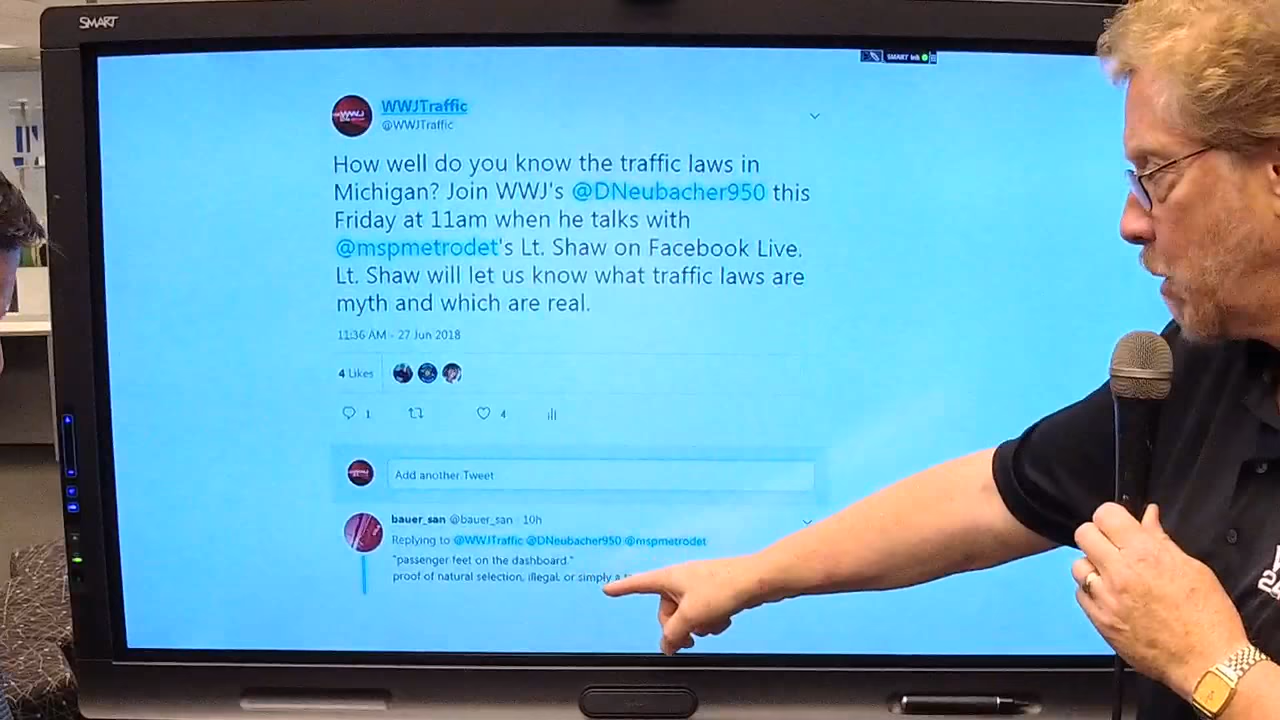 SMART
SMART Ink
WWJTraffic
@WWJTraffic
How well do you know the traffic laws in
Michigan? Join WWJ's @DNeubacher950 this
Friday at 11am when he talks with
@mspmetrodet's Lt. Shaw on Facebook Live.
Lt. Shaw will let us know what traffic laws are
myth and which are real.
11:36 AM - 27 Jun 2018
4 Likes
1
4
Add another Tweet
bauer_san @bauer_san · 10h
Replying to @WWJTraffic @DNeubacher950 @mspmetrodet
"passenger feet on the dashboard."
proof of natural selection, illegal, or simply a